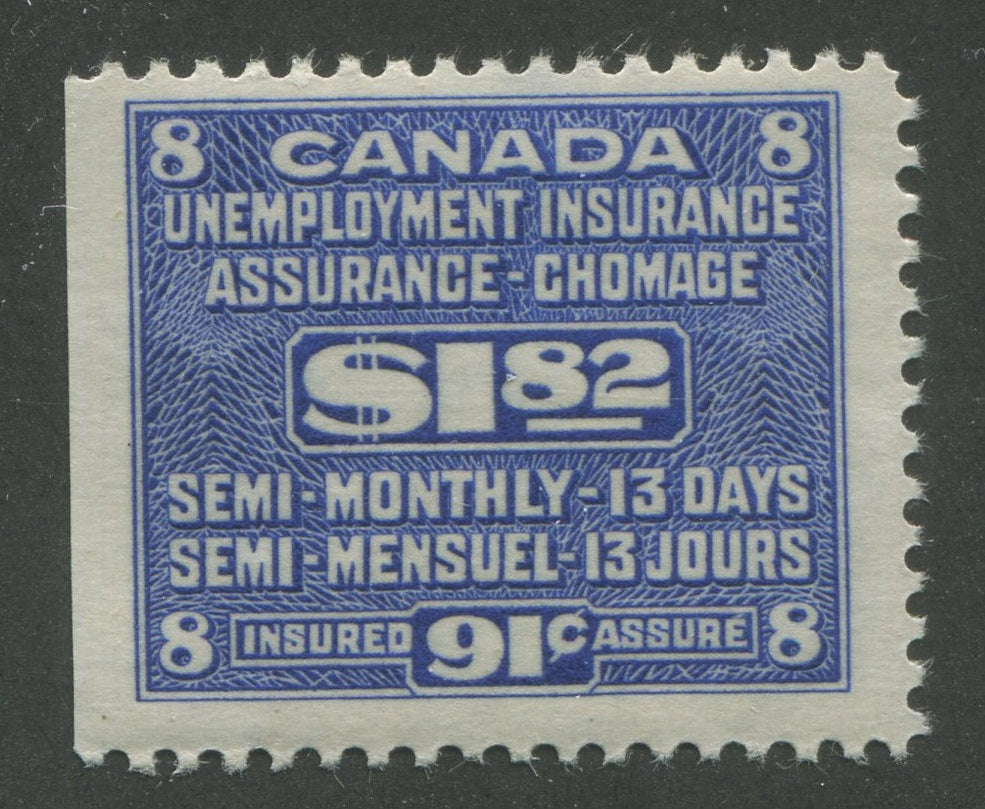 8 CANADA 8
UNEMPLOYMENT INSURANCE
ASSURANCE-CHOMAGE
$1.82
SEMI-MONTHLY-13 DAYS
SEMI-MENSUEL-13 JOURS
8 INSURED 91¢ ASSURÉ 8